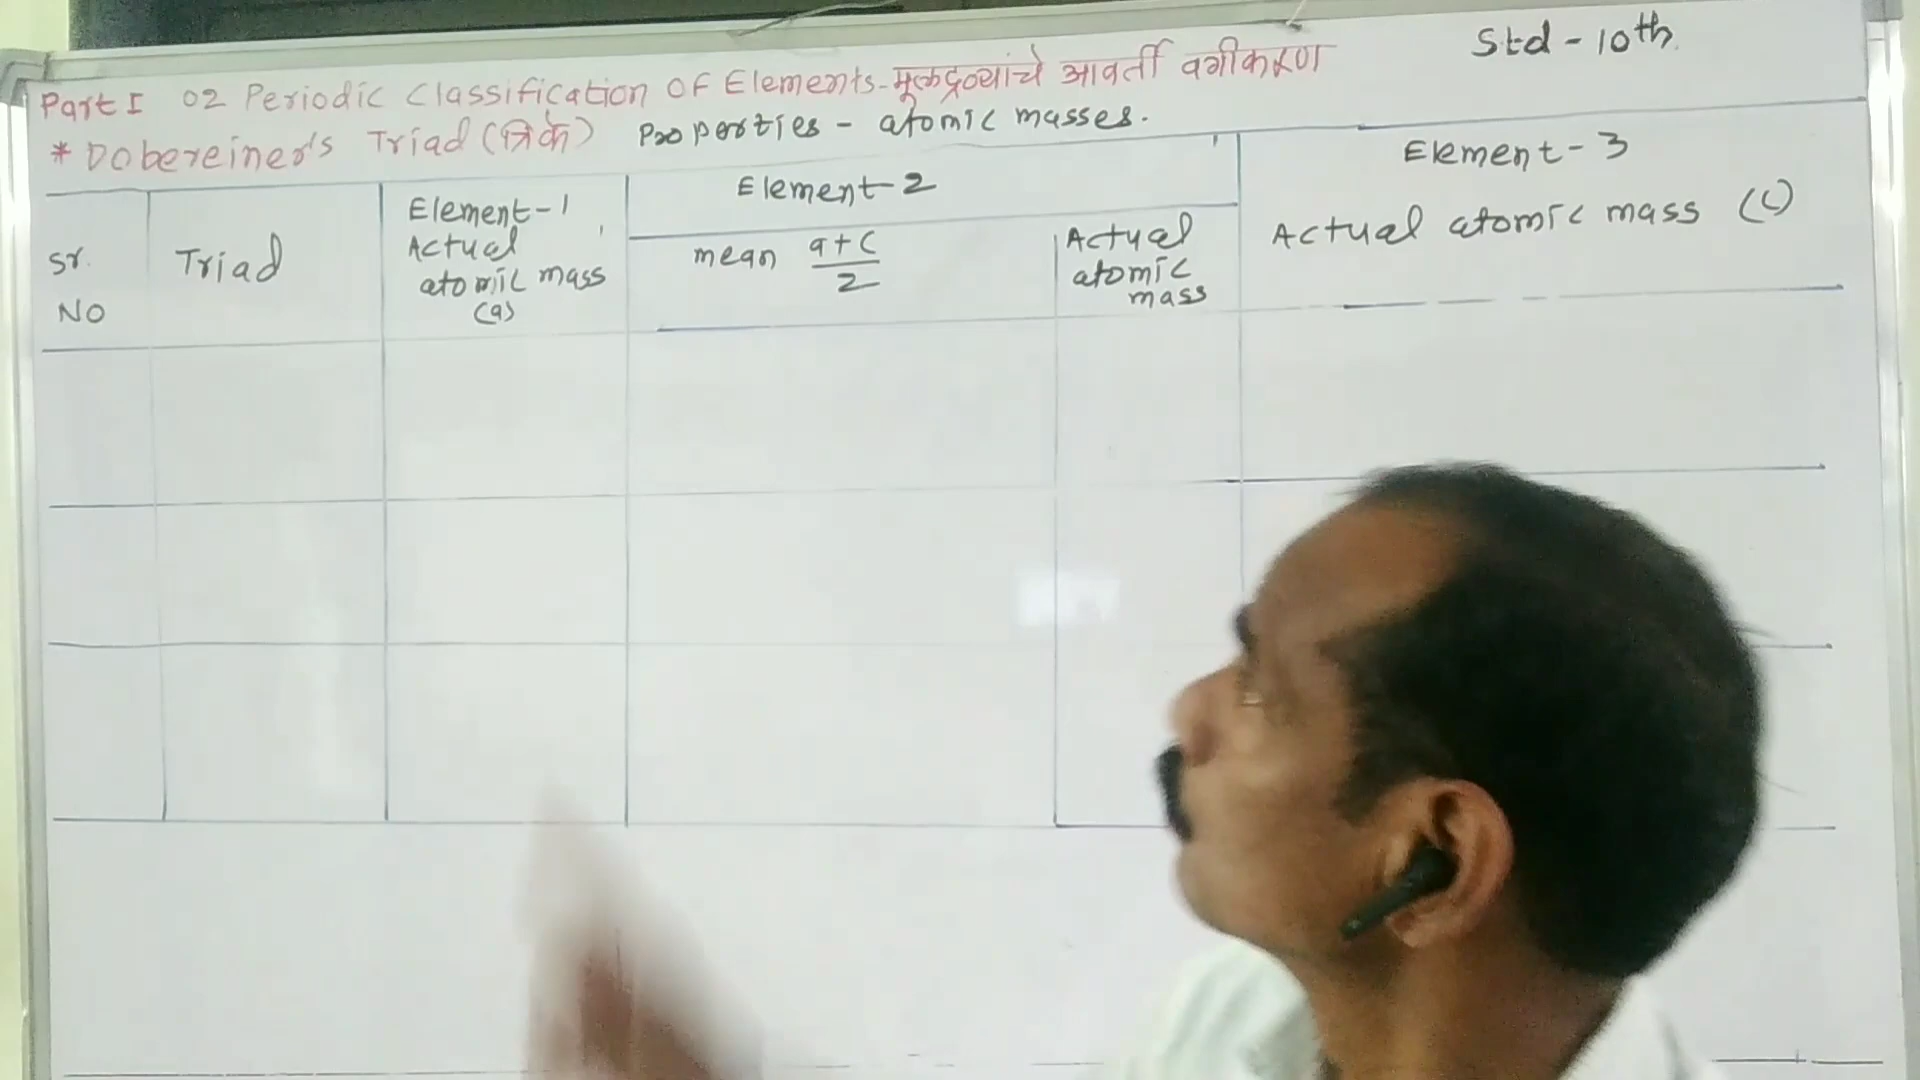 Std - 10th.
Part I 02 Periodic Classification Of Elements - मूलद्रव्यांचे आवर्ती वर्गीकरण
* Dobereiner's Triad (त्रिके) Properties - atomic masses.
Sr. NO
Triad
Element-1
Actual
atomic mass
(a)
Element-2
mean a+c/2
Actual
atomic
mass
Element-3
Actual atomic mass (c)